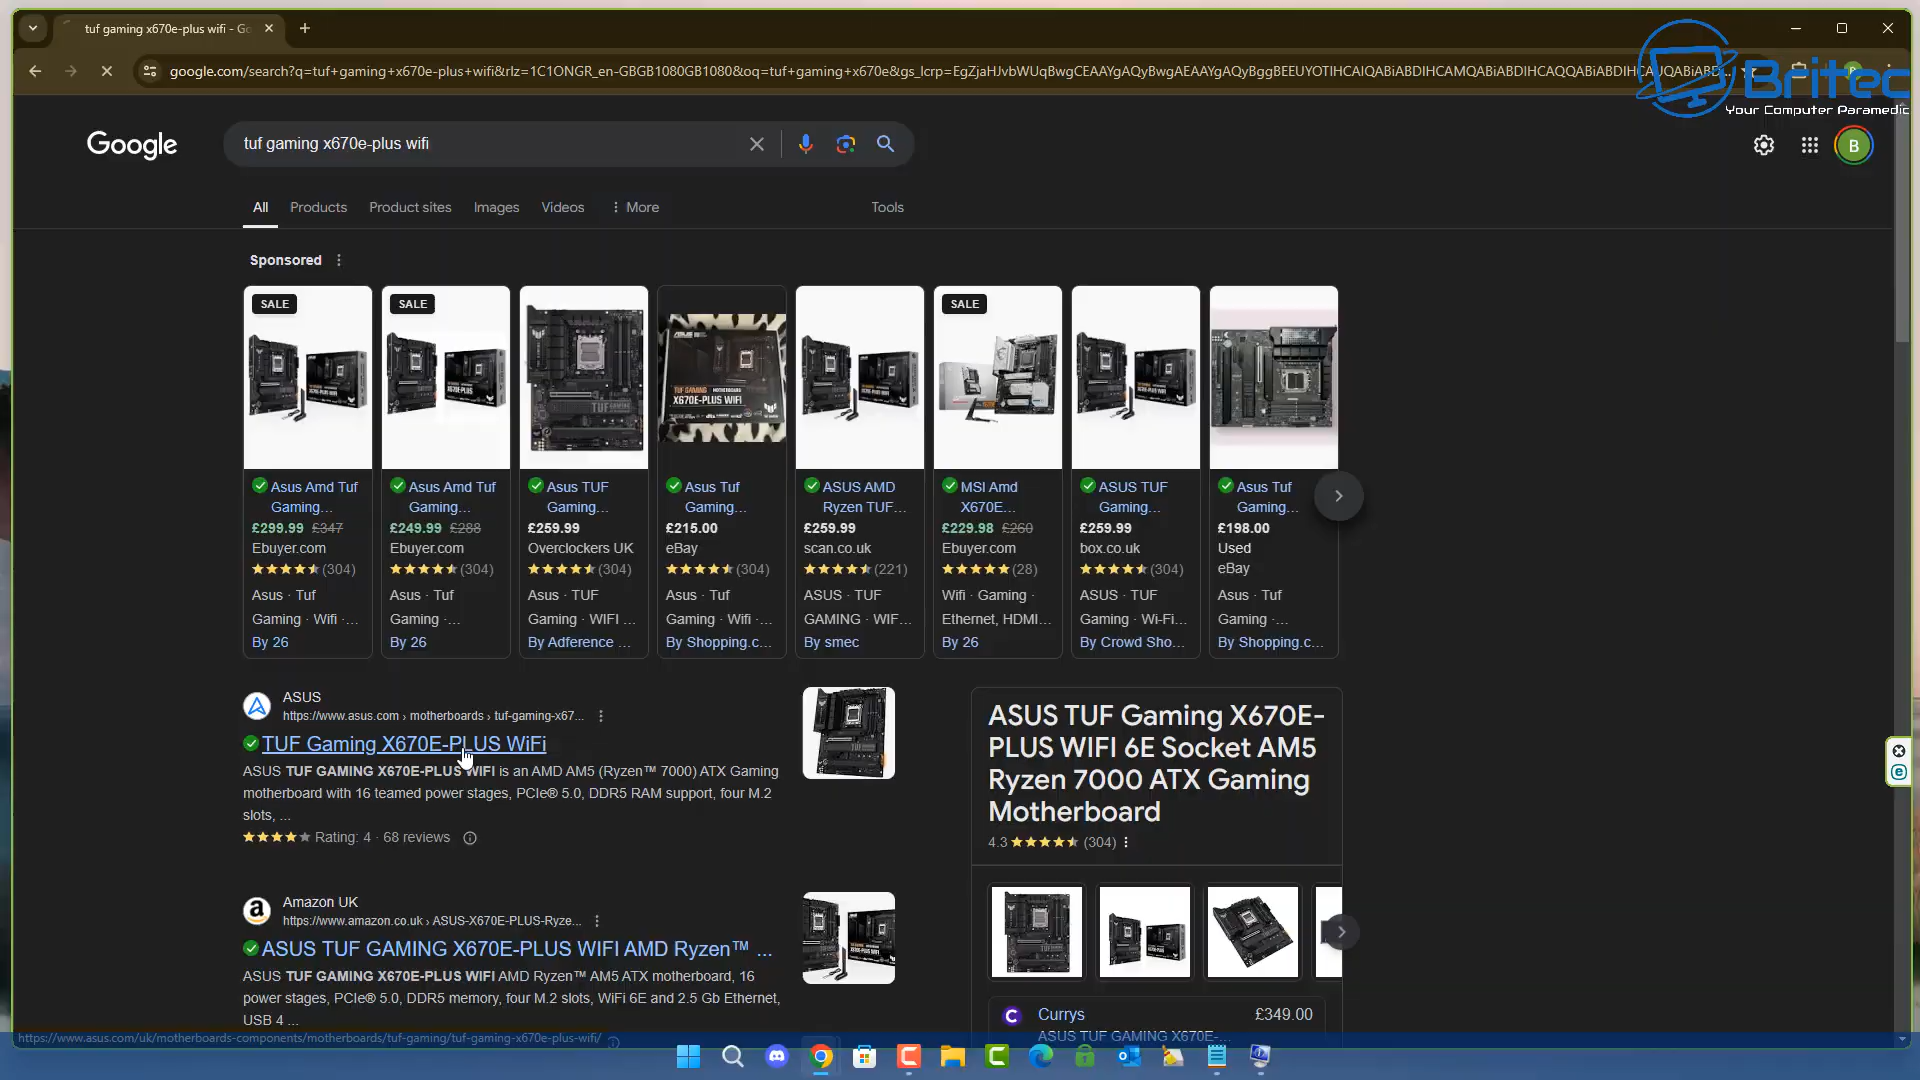 tuf gaming x670e-plus wifi - Go
google.com/search?q=tuf+gaming+x670e-plus+wifi&rlz=1C1ONGR_en-GBGB1080GB1080&oq=tuf+gaming+x670e&gs_lcrp=EgZjaHJvbWUqBwgCEAAYgAQyBwgAEAAYgAQyBggBEEUYOTIHCAIQABiABDIHCAMQABiABDIHCAQQABiABDIHCAUQABiABD...
Britec
Your Computer Paramedic
Google
tuf gaming x670e-plus wifi
B
All Products Product sites Images Videos More Tools
Sponsored
SALE
SALE
SALE
Asus Amd Tuf Gaming...
£299.99 £347
Ebuyer.com
(304)
Asus · Tuf
Gaming · Wifi ·...
By 26
Asus Amd Tuf Gaming...
£249.99 £288
Ebuyer.com
(304)
Asus · Tuf
Gaming ·...
By 26
Asus TUF Gaming...
£259.99
Overclockers UK
(304)
Asus · TUF
Gaming · WIFI ...
By Adference ...
TUF GAMING
X670E-PLUS WIFI
Asus Tuf Gaming...
£215.00
eBay
(304)
Asus · Tuf
Gaming · Wifi ·...
By Shopping.c...
ASUS AMD Ryzen TUF...
£259.99
scan.co.uk
(221)
ASUS · TUF
GAMING · WIF...
By smec
MSI Amd X670E...
£229.98 £260
Ebuyer.com
(28)
Wifi · Gaming ·
Ethernet, HDMI...
By 26
ASUS TUF Gaming...
£259.99
box.co.uk
(304)
ASUS · TUF
Gaming · Wi-Fi...
By Crowd Sho...
Asus Tuf Gaming...
£198.00
Used
eBay
Asus · Tuf
Gaming ·...
By Shopping.c...
ASUS
https://www.asus.com › motherboards › tuf-gaming-x67...
TUF Gaming X670E-PLUS WiFi
ASUS TUF GAMING X670E-PLUS WIFI is an AMD AM5 (Ryzen™ 7000) ATX Gaming
motherboard with 16 teamed power stages, PCIe® 5.0, DDR5 RAM support, four M.2
slots, ...
Rating: 4 · 68 reviews
Amazon UK
https://www.amazon.co.uk › ASUS-X670E-PLUS-Ryze...
ASUS TUF GAMING X670E-PLUS WIFI AMD Ryzen™ ...
ASUS TUF GAMING X670E-PLUS WIFI AMD Ryzen™ AM5 ATX motherboard, 16
power stages, PCIe® 5.0, DDR5 memory, four M.2 slots, WiFi 6E and 2.5 Gb Ethernet,
USB 4 ...
ASUS TUF Gaming X670E-
PLUS WIFI 6E Socket AM5
Ryzen 7000 ATX Gaming
Motherboard
4.3 (304)
Currys £349.00
ASUS TUF GAMING X670E-...
https://www.asus.com/uk/motherboards-components/motherboards/tuf-gaming/tuf-gaming-x670e-plus-wifi/